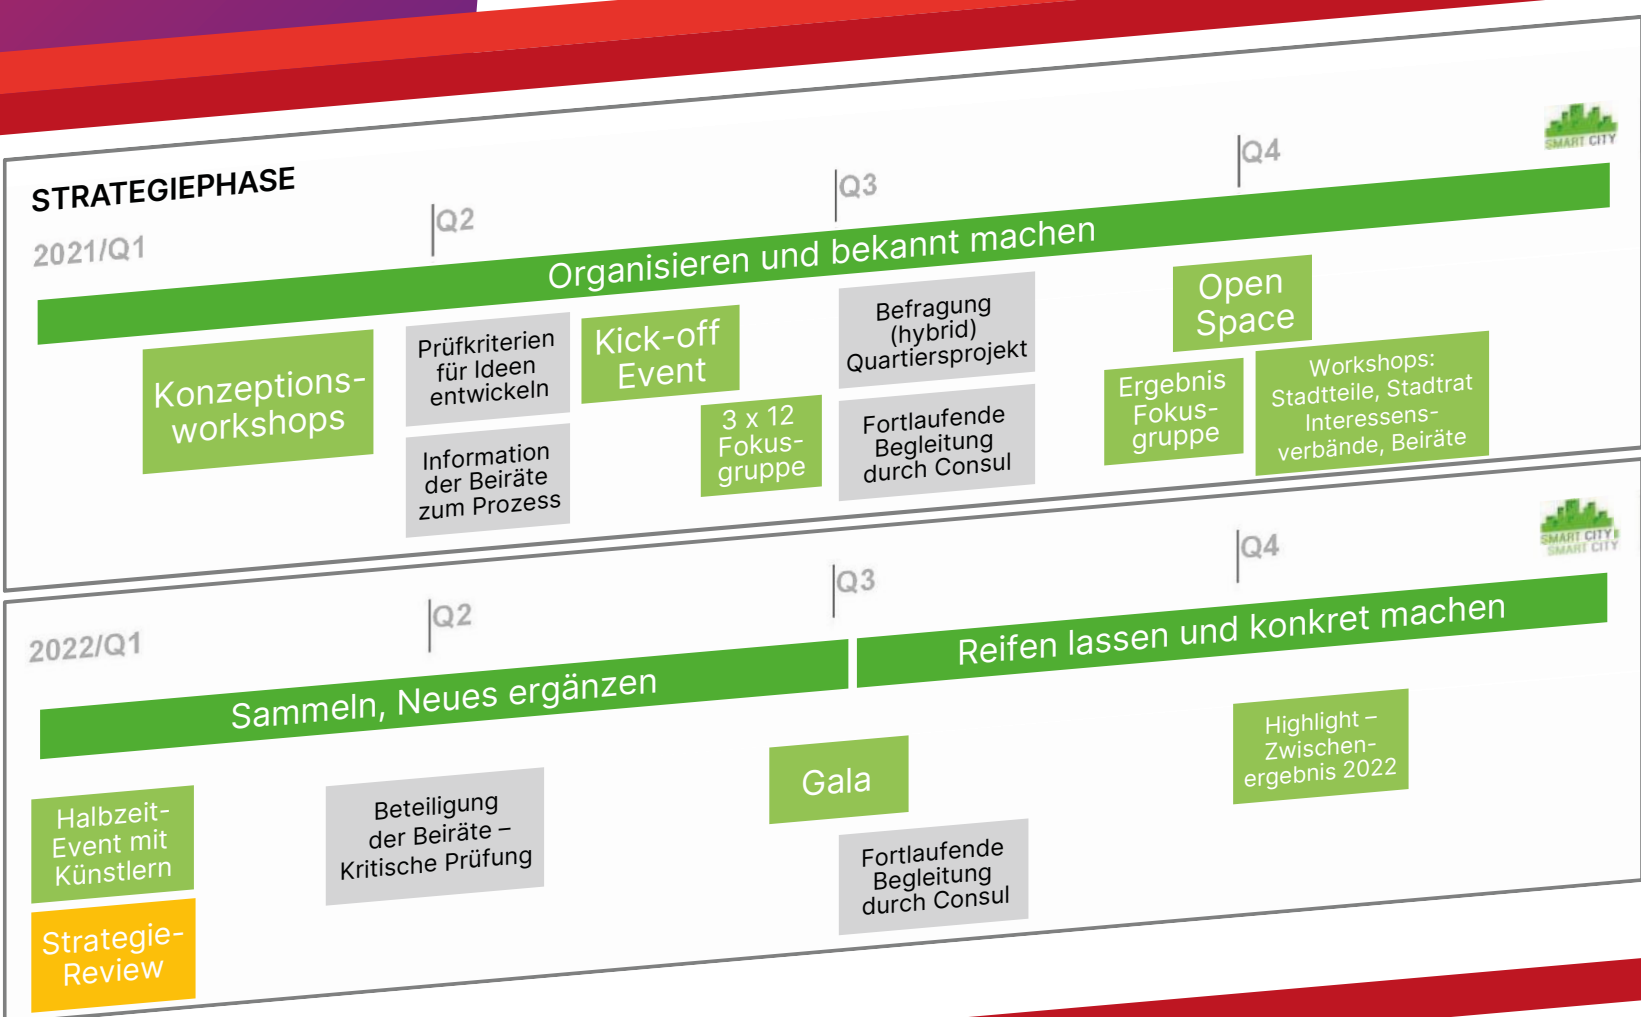 STRATEGIEPHASE
2021/Q1
Q2
Q3
Q4
SMART CITY
Organisieren und bekannt machen
Konzeptions-
workshops
Prüfkriterien
für Ideen
entwickeln
Information
der Beiräte
zum Prozess
Kick-off
Event
3 x 12
Fokus-
gruppe
Befragung
(hybrid)
Quartiersprojekt
Fortlaufende
Begleitung
durch Consul
Open
Space
Ergebnis
Fokus-
gruppe
Workshops:
Stadtteile, Stadtrat
Interessens-
verbände, Beiräte
2022/Q1
Q2
Q3
Q4
SMART CITY
SMART CITY
Sammeln, Neues ergänzen
Reifen lassen und konkret machen
Halbzeit-
Event mit
Künstlern
Strategie-
Review
Beteiligung
der Beiräte –
Kritische Prüfung
Gala
Fortlaufende
Begleitung
durch Consul
Highlight –
Zwischen-
ergebnis 2022